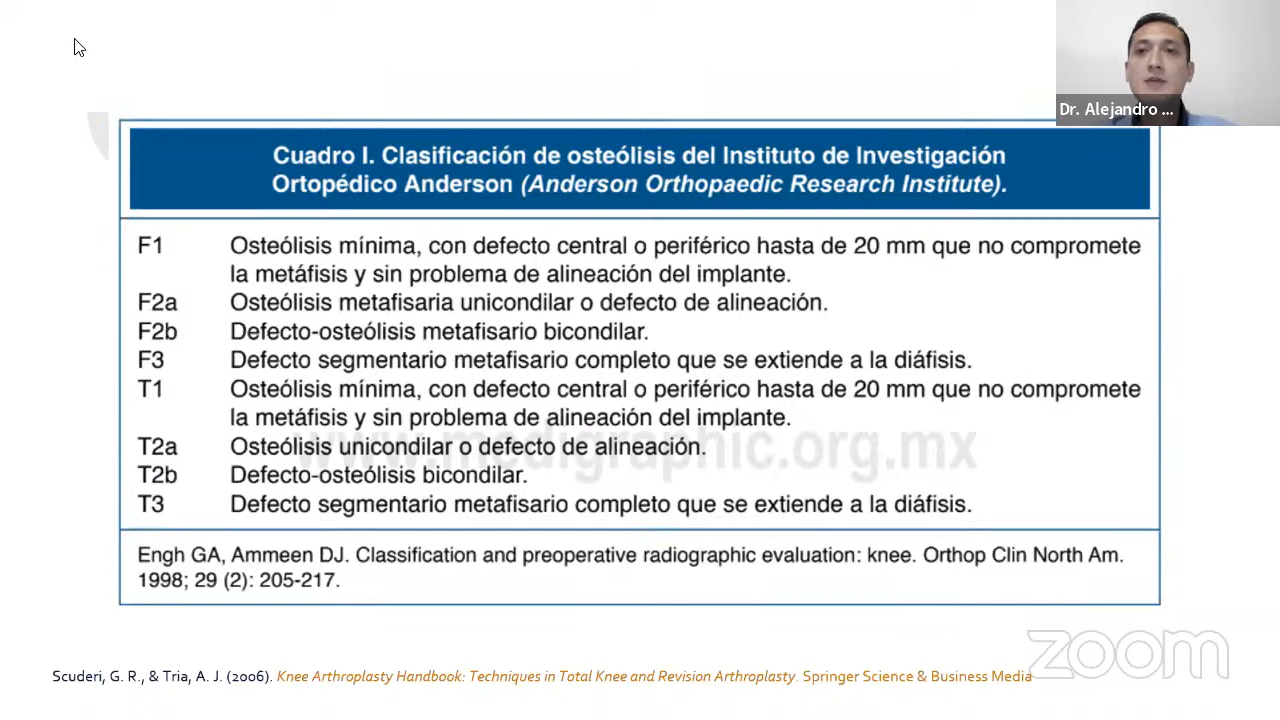 Dr. Alejandro ...
Cuadro I. Clasificación de osteólisis del Instituto de Investigación
Ortopédico Anderson (Anderson Orthopaedic Research Institute).
F1 Osteólisis mínima, con defecto central o periférico hasta de 20 mm que no compromete
la metáfisis y sin problema de alineación del implante.
F2a Osteólisis metafisaria unicondilar o defecto de alineación.
F2b Defecto-osteólisis metafisario bicondilar.
F3 Defecto segmentario metafisario completo que se extiende a la diáfisis.
T1 Osteólisis mínima, con defecto central o periférico hasta de 20 mm que no compromete
la metáfisis y sin problema de alineación del implante.
www.medigraphic.org.mx
T2a Osteólisis unicondilar o defecto de alineación.
T2b Defecto-osteólisis bicondilar.
T3 Defecto segmentario metafisario completo que se extiende a la diáfisis.
Engh GA, Ammeen DJ. Classification and preoperative radiographic evaluation: knee. Orthop Clin North Am.
1998; 29 (2): 205-217.
zoom
Scuderi, G. R., & Tria, A. J. (2006). Knee Arthroplasty Handbook: Techniques in Total Knee and Revision Arthroplasty. Springer Science & Business Media